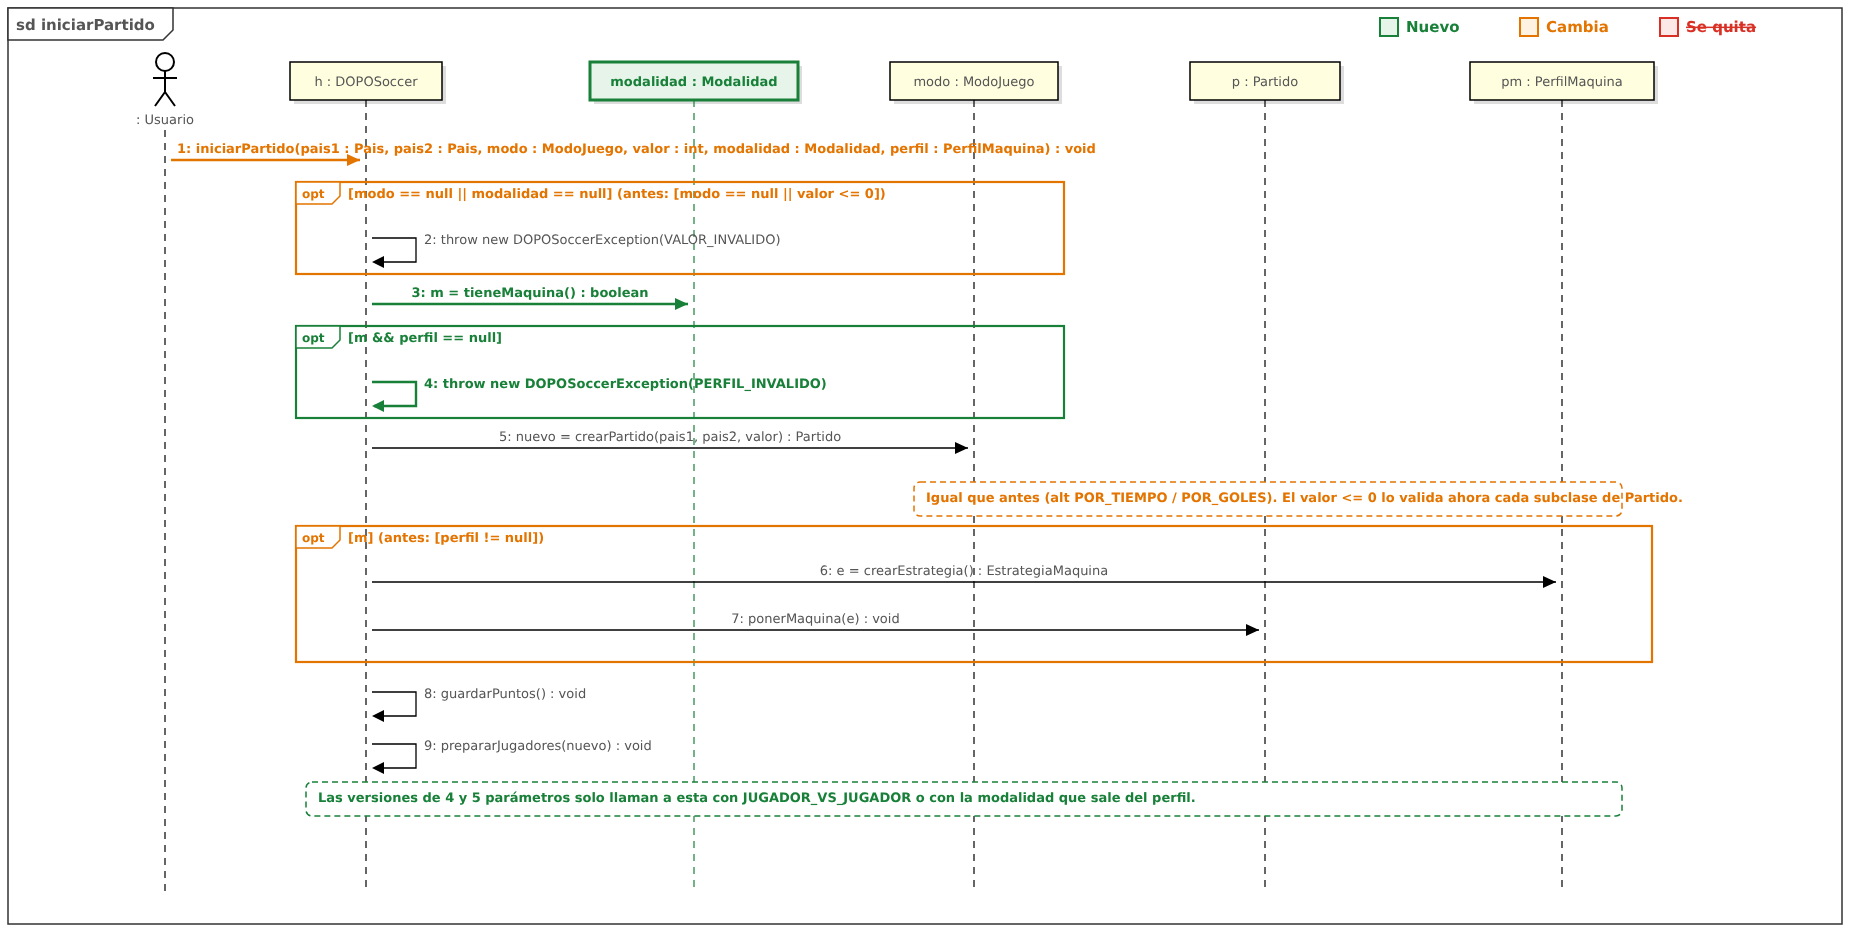 sd iniciarPartido
Nuevo
Cambia
Se quita
h : DOPOSoccer
modalidad : Modalidad
modo : ModoJuego
p : Partido
pm : PerfilMaquina
: Usuario
1: iniciarPartido(pais1 : Pais, pais2 : Pais, modo : ModoJuego, valor : int, modalidad : Modalidad, perfil : PerfilMaquina) : void
opt [modo == null || modalidad == null] (antes: [modo == null || valor <= 0])
2: throw new DOPOSoccerException(VALOR_INVALIDO)
3: m = tieneMaquina() : boolean
opt [m && perfil == null]
4: throw new DOPOSoccerException(PERFIL_INVALIDO)
5: nuevo = crearPartido(pais1, pais2, valor) : Partido
Igual que antes (alt POR_TIEMPO / POR_GOLES). El valor <= 0 lo valida ahora cada subclase de Partido.
opt [m] (antes: [perfil != null])
6: e = crearEstrategia() : EstrategiaMaquina
7: ponerMaquina(e) : void
8: guardarPuntos() : void
9: prepararJugadores(nuevo) : void
Las versiones de 4 y 5 parámetros solo llaman a esta con JUGADOR_VS_JUGADOR o con la modalidad que sale del perfil.